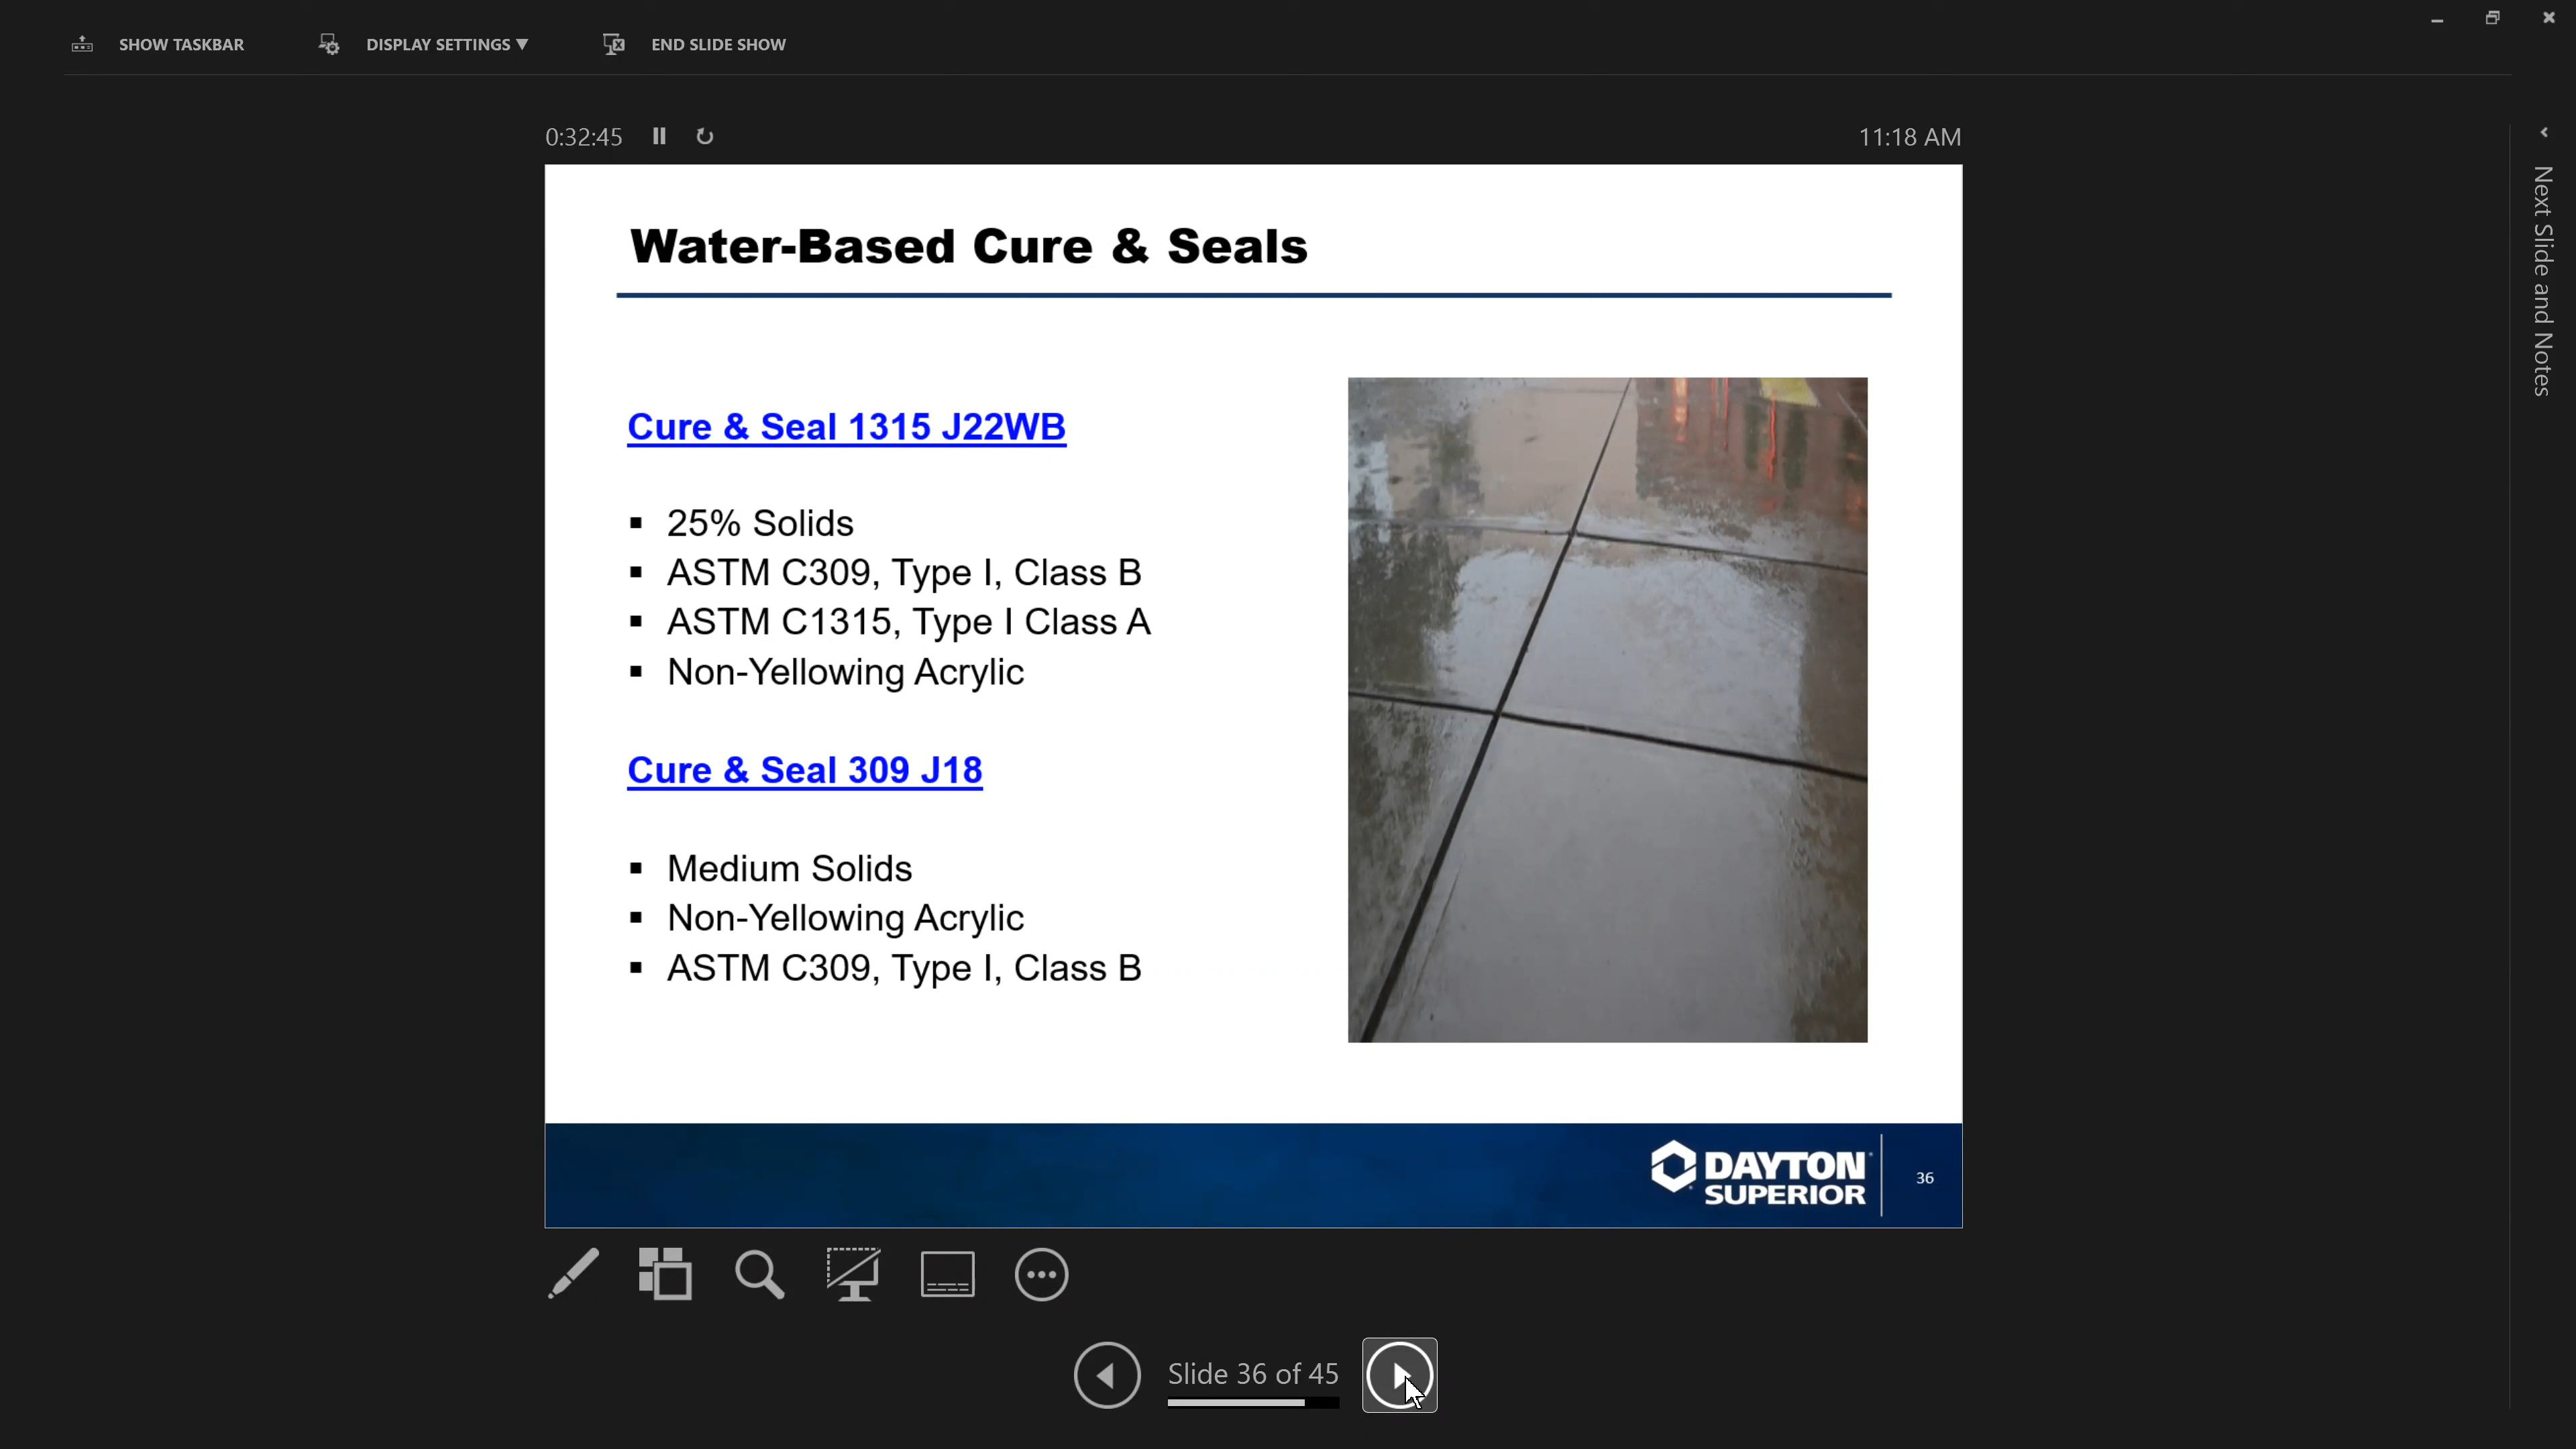 SHOW TASKBAR
DISPLAY SETTINGS ▼
END SLIDE SHOW
0:32:45
11:18 AM
Next Slide and Notes
Water-Based Cure & Seals
Cure & Seal 1315 J22WB
▪ 25% Solids
▪ ASTM C309, Type I, Class B
▪ ASTM C1315, Type I Class A
▪ Non-Yellowing Acrylic
Cure & Seal 309 J18
▪ Medium Solids
▪ Non-Yellowing Acrylic
▪ ASTM C309, Type I, Class B
DAYTON
SUPERIOR
36
Slide 36 of 45